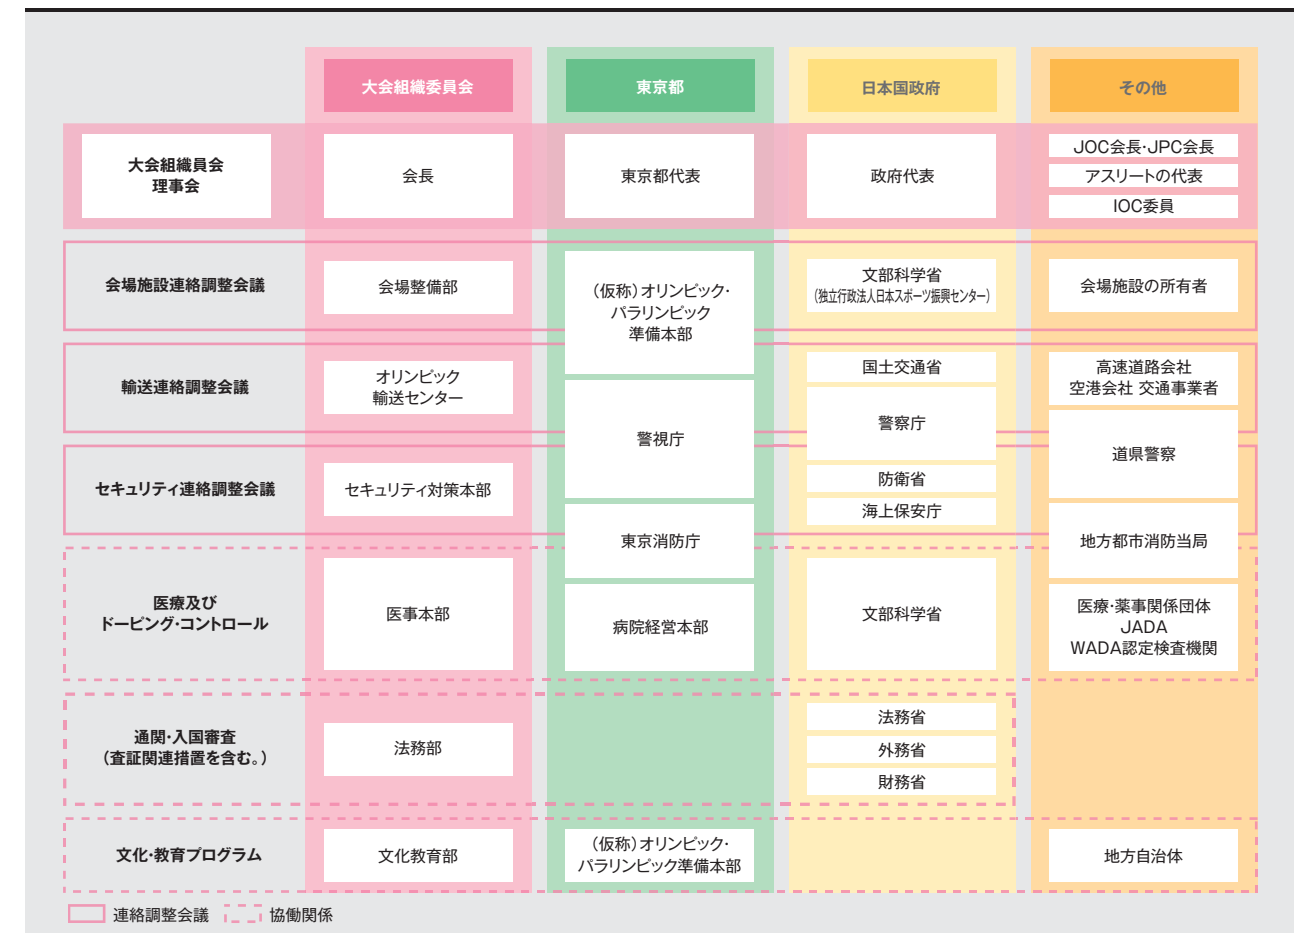 大会組織委員会
東京都
日本国政府
その他
大会組織員会
理事会
会長
東京都代表
政府代表
JOC会長・JPC会長
アスリートの代表
IOC委員
会場施設連絡調整会議
会場整備部
（仮称）オリンピック・
パラリンピック
準備本部
文部科学省
（独立行政法人日本スポーツ振興センター）
会場施設の所有者
輸送連絡調整会議
オリンピック
輸送センター
国土交通省
高速道路会社
空港会社 交通事業者
警視庁
警察庁
道県警察
セキュリティ連絡調整会議
セキュリティ対策本部
防衛省
海上保安庁
東京消防庁
地方都市消防当局
医療及び
ドーピング・コントロール
医事本部
病院経営本部
文部科学省
医療・薬事関係団体
JADA
WADA認定検査機関
通関・入国審査
（査証関連措置を含む。）
法務部
法務省
外務省
財務省
文化・教育プログラム
文化教育部
（仮称）オリンピック・
パラリンピック準備本部
地方自治体
連絡調整会議
協働関係